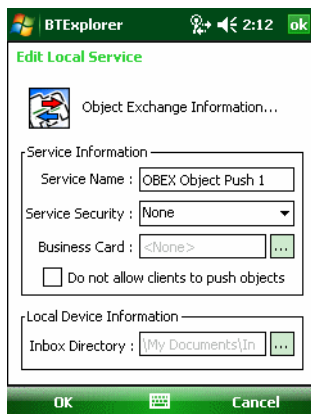 BTExplorer 2:12 ok
Edit Local Service
Object Exchange Information...
Service Information
Service Name : OBEX Object Push 1
Service Security : None
Business Card : <None> ...
Do not allow clients to push objects
Local Device Information
Inbox Directory : \My Documents\In ...
OK Cancel